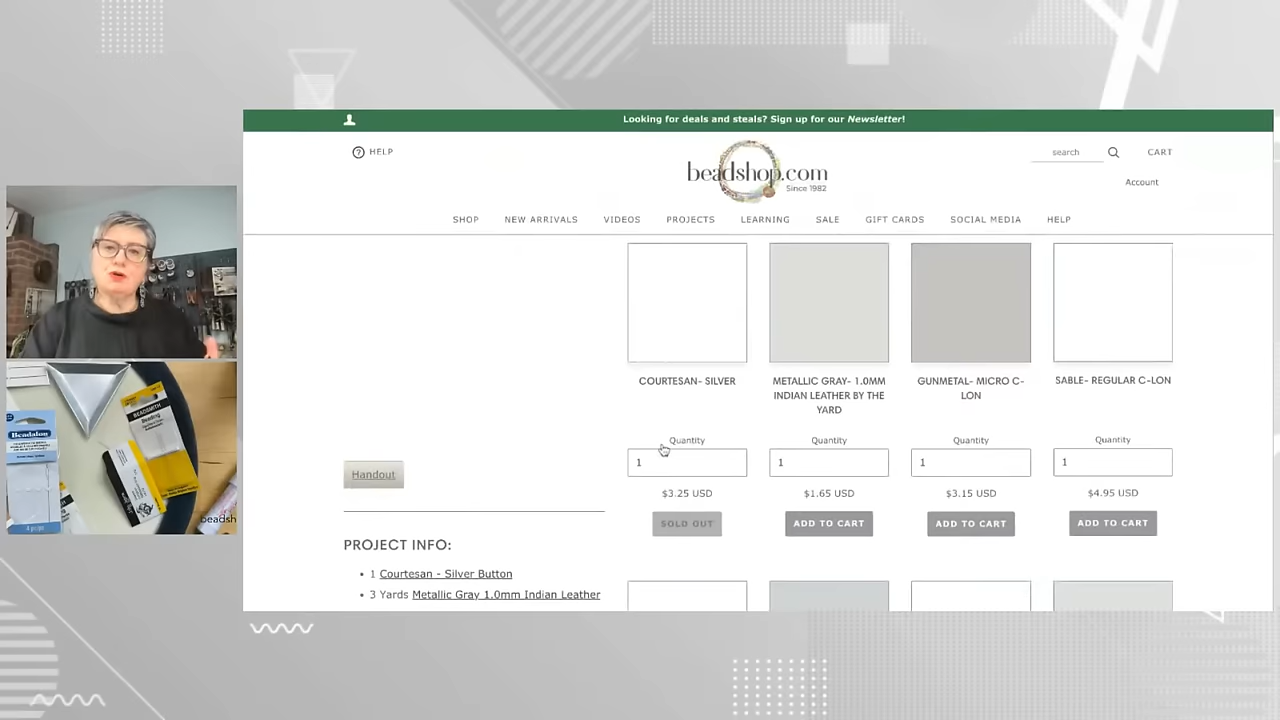 Looking for deals and steals? Sign up for our Newsletter!
? HELP
beadshop.com
Since 1982
search
CART
Account
SHOP
NEW ARRIVALS
VIDEOS
PROJECTS
LEARNING
SALE
GIFT CARDS
SOCIAL MEDIA
HELP
COURTESAN- SILVER
METALLIC GRAY- 1.0MM
INDIAN LEATHER BY THE
YARD
GUNMETAL- MICRO C-
LON
SABLE- REGULAR C-LON
Quantity
Quantity
Quantity
Quantity
1
1
1
1
$3.25 USD
$1.65 USD
$3.15 USD
$4.95 USD
SOLD OUT
ADD TO CART
ADD TO CART
ADD TO CART
Handout
PROJECT INFO:
• 1 Courtesan - Silver Button
• 3 Yards Metallic Gray 1.0mm Indian Leather
Beadalon
BEADSMITH
Beading
beadsh